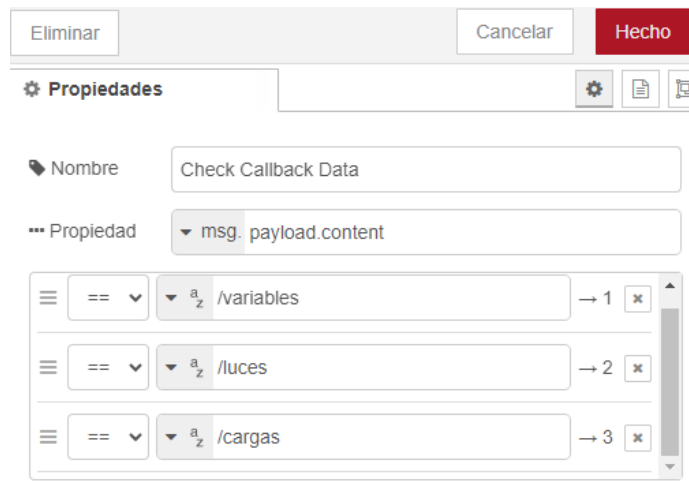 Eliminar Cancelar Hecho
Propiedades
Nombre Check Callback Data
Propiedad msg. payload.content
== a z /variables → 1 x
== a z /luces → 2 x
== a z /cargas → 3 x